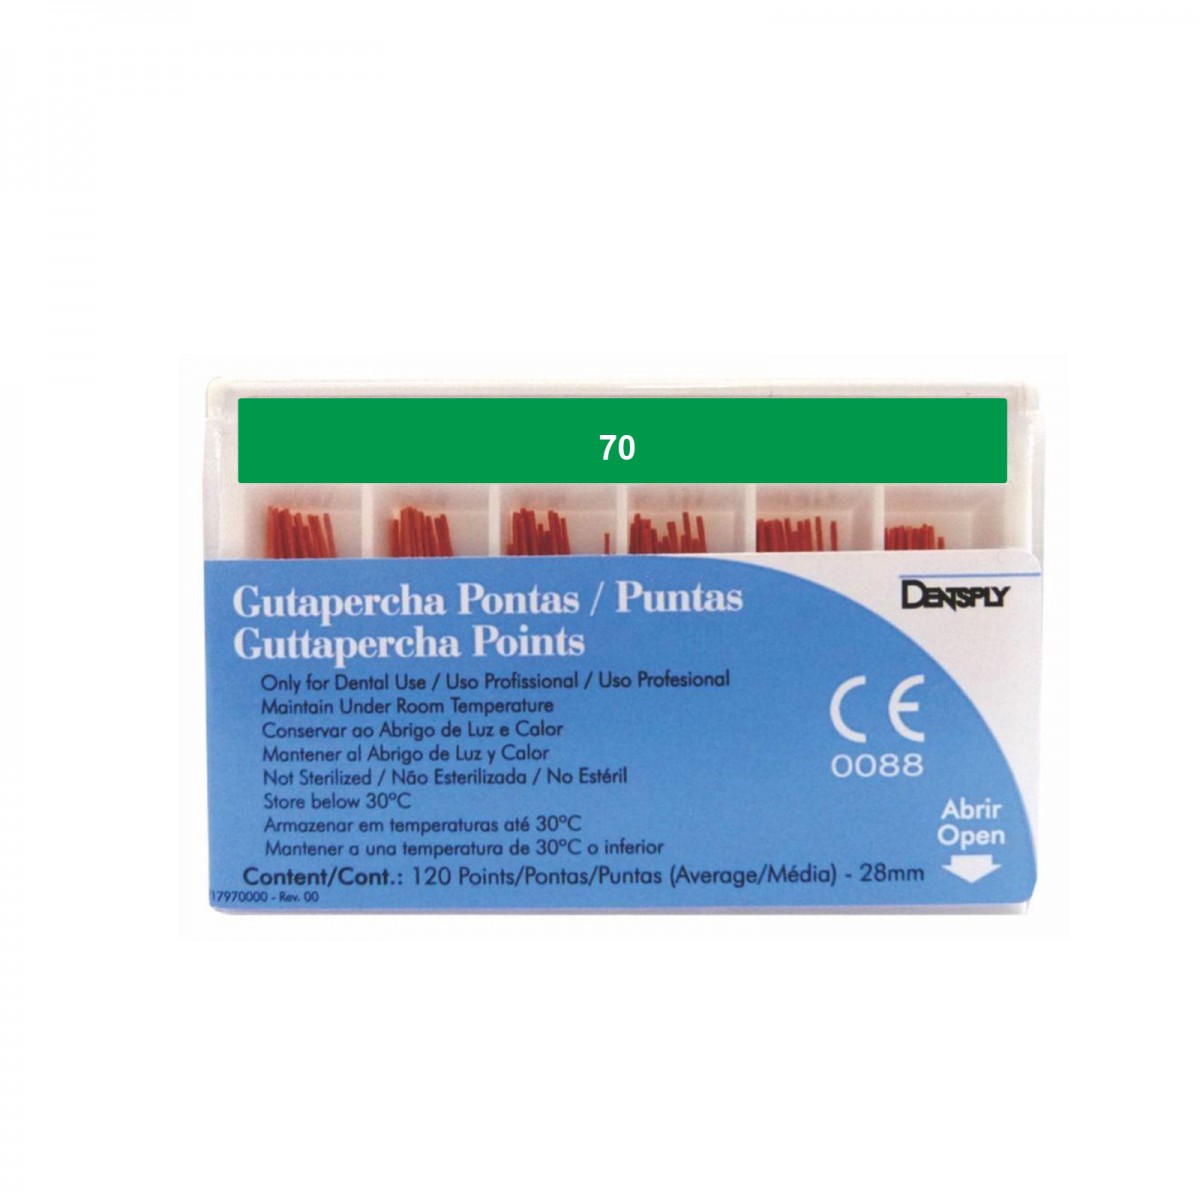 70
Gutapercha Pontas / Puntas
Guttapercha Points
DENTSPLY
Only for Dental Use / Uso Profissional / Uso Profesional
Maintain Under Room Temperature
Conservar ao Abrigo de Luz e Calor
Mantener al Abrigo de Luz y Calor
Not Sterilized / Não Esterilizada / No Estéril
Store below 30ºC
Armazenar em temperaturas até 30ºC
Mantener a una temperatura de 30ºC o inferior
CE
0088
Abrir
Open
Content/Cont.: 120 Points/Pontas/Puntas (Average/Média) - 28mm
17970000 - Rev. 00